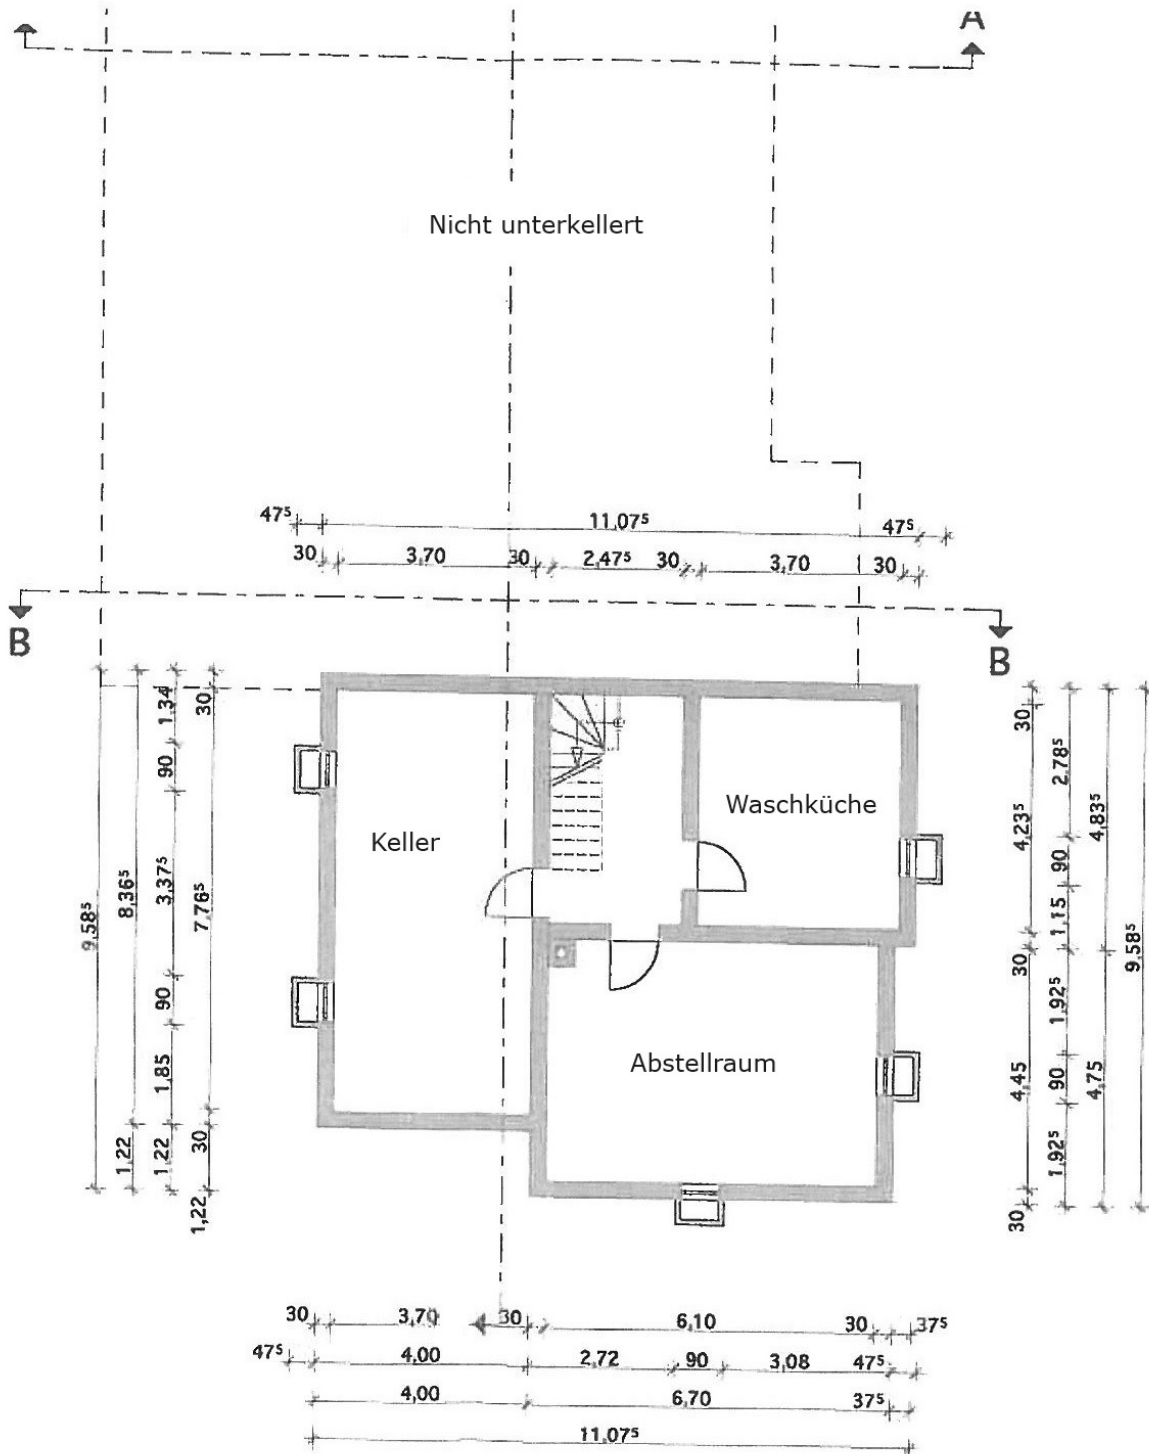 A
Nicht unterkellert
47⁵ 11,07⁵ 47⁵
30 3,70 30 2,47⁵ 30 3,70 30
B
B
1,34
30
90
3,37⁵
7,76⁵
8,36⁵
9,58⁵
90
1,85
1,22
1,22
30
1,22
30
2,78⁵
4,23⁵
4,83⁵
90
1,15
9,58⁵
30
1,92⁵
4,45
90
4,75
1,92⁵
30
Waschküche
Keller
Abstellraum
30 3,70 30 6,10 30 37⁵
47⁵ 4,00 2,72 90 3,08 47⁵
4,00 6,70 37⁵
11,07⁵